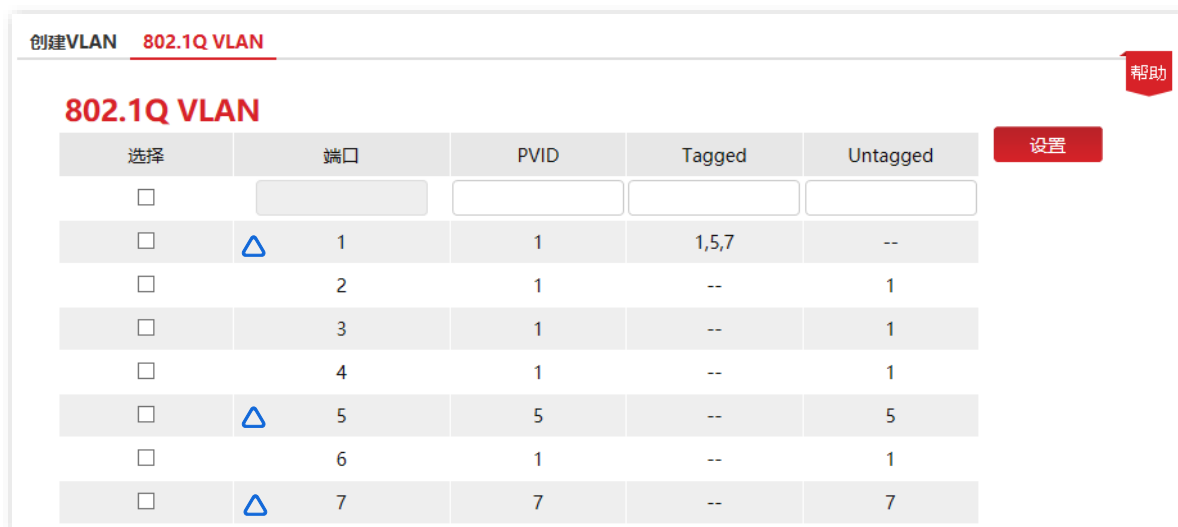 创建VLAN 802.1Q VLAN
帮助
802.1Q VLAN
选择 端口 PVID Tagged Untagged 设置
1 1 1,5,7 --
2 1 -- 1
3 1 -- 1
4 1 -- 1
5 5 -- 5
6 1 -- 1
7 7 -- 7